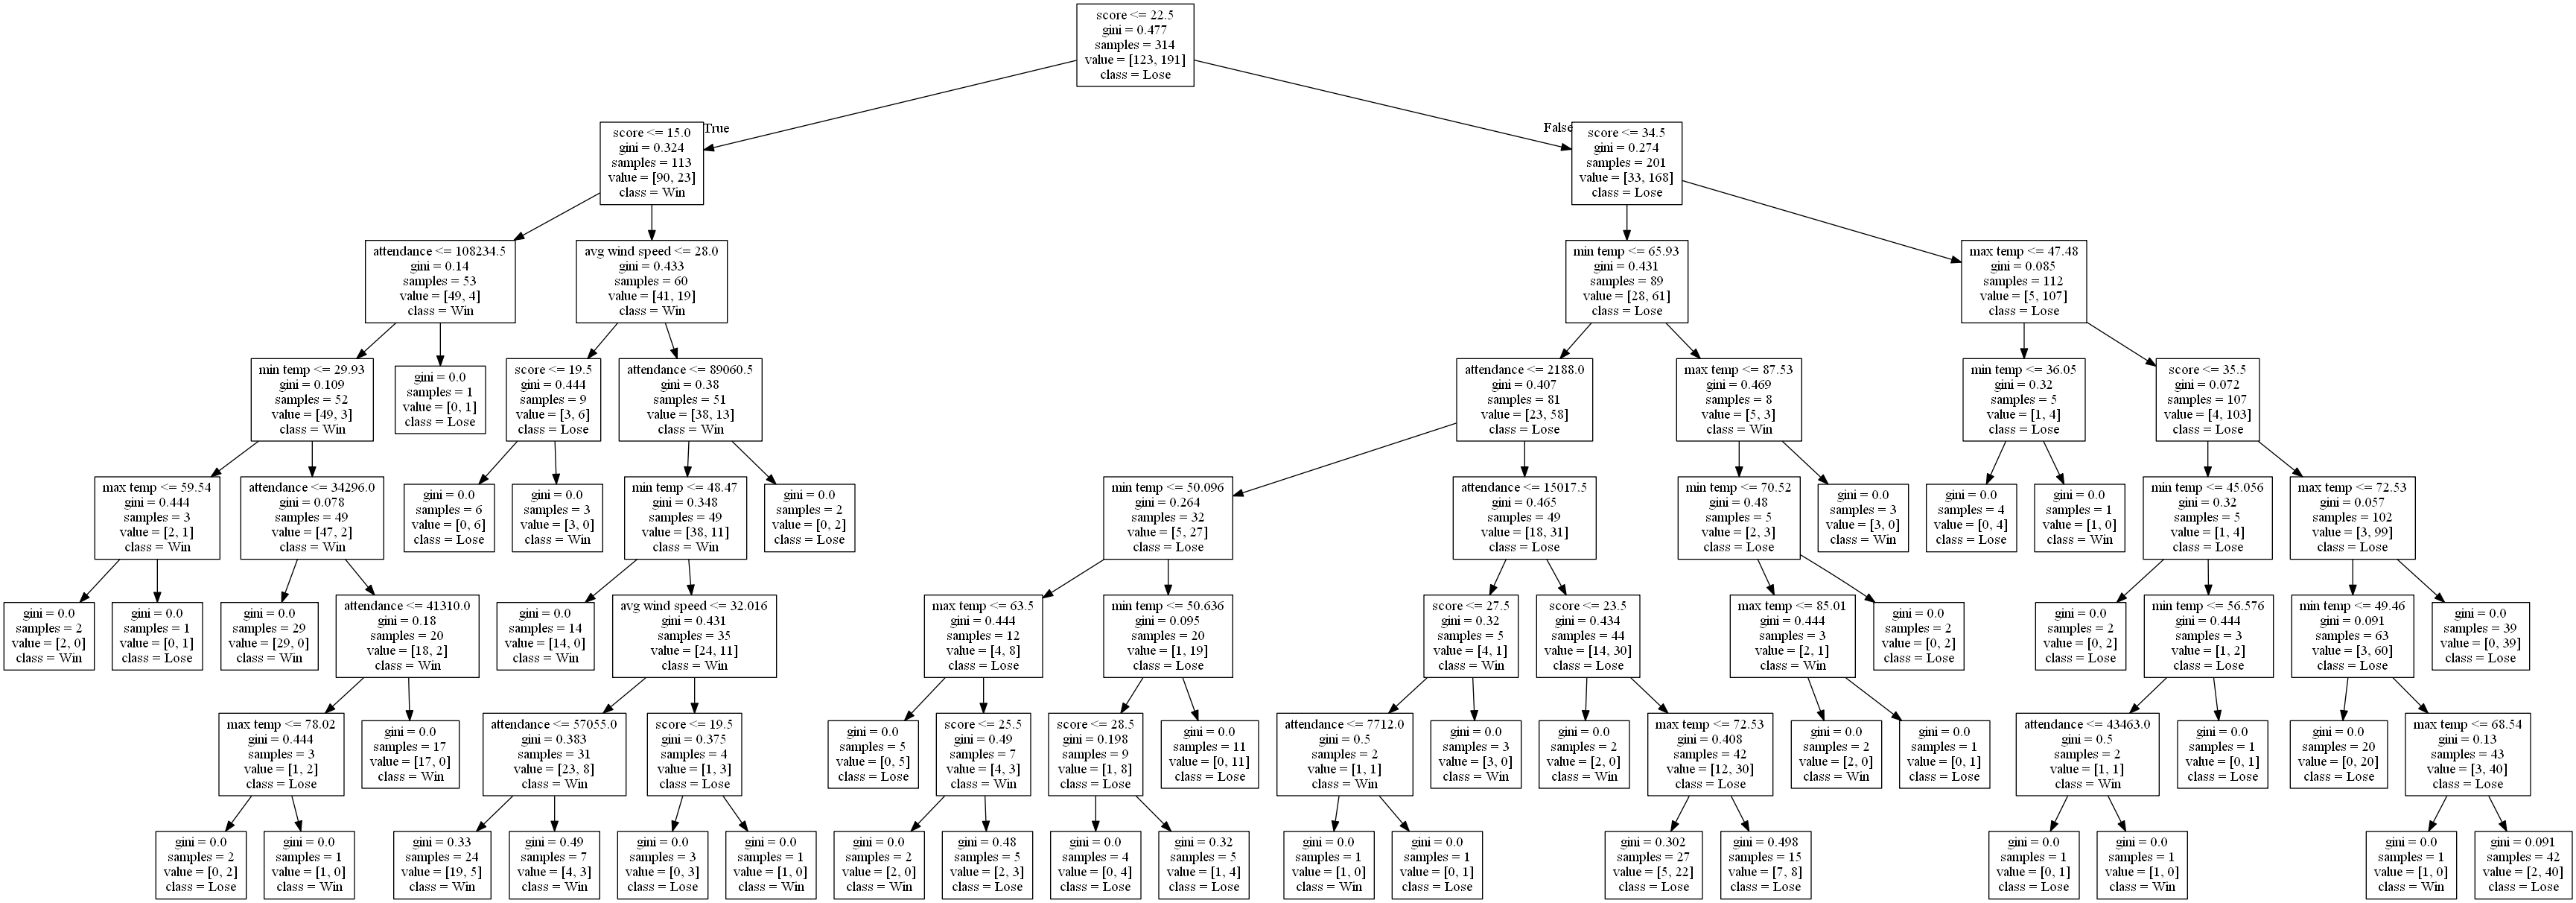 score <= 22.5
gini = 0.477
samples = 314
value = [123, 191]
class = Lose
True
False
score <= 15.0
gini = 0.324
samples = 113
value = [90, 23]
class = Win
score <= 34.5
gini = 0.274
samples = 201
value = [33, 168]
class = Lose
attendance <= 108234.5
gini = 0.14
samples = 53
value = [49, 4]
class = Win
avg wind speed <= 28.0
gini = 0.433
samples = 60
value = [41, 19]
class = Win
min temp <= 65.93
gini = 0.431
samples = 89
value = [28, 61]
class = Lose
max temp <= 47.48
gini = 0.085
samples = 112
value = [5, 107]
class = Lose
min temp <= 29.93
gini = 0.109
samples = 52
value = [49, 3]
class = Win
gini = 0.0
samples = 1
value = [0, 1]
class = Lose
score <= 19.5
gini = 0.444
samples = 9
value = [3, 6]
class = Lose
attendance <= 89060.5
gini = 0.38
samples = 51
value = [38, 13]
class = Win
attendance <= 2188.0
gini = 0.407
samples = 81
value = [23, 58]
class = Lose
max temp <= 87.53
gini = 0.469
samples = 8
value = [5, 3]
class = Win
min temp <= 36.05
gini = 0.32
samples = 5
value = [1, 4]
class = Lose
score <= 35.5
gini = 0.072
samples = 107
value = [4, 103]
class = Lose
max temp <= 59.54
gini = 0.444
samples = 3
value = [2, 1]
class = Win
attendance <= 34296.0
gini = 0.078
samples = 49
value = [47, 2]
class = Win
gini = 0.0
samples = 6
value = [0, 6]
class = Lose
gini = 0.0
samples = 3
value = [3, 0]
class = Win
min temp <= 48.47
gini = 0.348
samples = 49
value = [38, 11]
class = Win
gini = 0.0
samples = 2
value = [0, 2]
class = Lose
min temp <= 50.096
gini = 0.264
samples = 32
value = [5, 27]
class = Lose
attendance <= 15017.5
gini = 0.465
samples = 49
value = [18, 31]
class = Lose
min temp <= 70.52
gini = 0.48
samples = 5
value = [2, 3]
class = Lose
gini = 0.0
samples = 3
value = [3, 0]
class = Win
gini = 0.0
samples = 4
value = [0, 4]
class = Lose
gini = 0.0
samples = 1
value = [1, 0]
class = Win
min temp <= 45.056
gini = 0.32
samples = 5
value = [1, 4]
class = Lose
max temp <= 72.53
gini = 0.057
samples = 102
value = [3, 99]
class = Lose
gini = 0.0
samples = 2
value = [2, 0]
class = Win
gini = 0.0
samples = 1
value = [0, 1]
class = Lose
gini = 0.0
samples = 29
value = [29, 0]
class = Win
attendance <= 41310.0
gini = 0.18
samples = 20
value = [18, 2]
class = Win
gini = 0.0
samples = 14
value = [14, 0]
class = Win
avg wind speed <= 32.016
gini = 0.431
samples = 35
value = [24, 11]
class = Win
max temp <= 63.5
gini = 0.444
samples = 12
value = [4, 8]
class = Lose
min temp <= 50.636
gini = 0.095
samples = 20
value = [1, 19]
class = Lose
score <= 27.5
gini = 0.32
samples = 5
value = [4, 1]
class = Win
score <= 23.5
gini = 0.434
samples = 44
value = [14, 30]
class = Lose
max temp <= 85.01
gini = 0.444
samples = 3
value = [2, 1]
class = Win
gini = 0.0
samples = 2
value = [0, 2]
class = Lose
gini = 0.0
samples = 2
value = [0, 2]
class = Lose
min temp <= 56.576
gini = 0.444
samples = 3
value = [1, 2]
class = Lose
min temp <= 49.46
gini = 0.091
samples = 63
value = [3, 60]
class = Lose
gini = 0.0
samples = 39
value = [0, 39]
class = Lose
max temp <= 78.02
gini = 0.444
samples = 3
value = [1, 2]
class = Lose
gini = 0.0
samples = 17
value = [17, 0]
class = Win
attendance <= 57055.0
gini = 0.383
samples = 31
value = [23, 8]
class = Win
score <= 19.5
gini = 0.375
samples = 4
value = [1, 3]
class = Lose
gini = 0.0
samples = 5
value = [0, 5]
class = Lose
score <= 25.5
gini = 0.49
samples = 7
value = [4, 3]
class = Win
score <= 28.5
gini = 0.198
samples = 9
value = [1, 8]
class = Lose
gini = 0.0
samples = 11
value = [0, 11]
class = Lose
attendance <= 7712.0
gini = 0.5
samples = 2
value = [1, 1]
class = Win
gini = 0.0
samples = 3
value = [3, 0]
class = Win
gini = 0.0
samples = 2
value = [2, 0]
class = Win
max temp <= 72.53
gini = 0.408
samples = 42
value = [12, 30]
class = Lose
gini = 0.0
samples = 2
value = [2, 0]
class = Win
gini = 0.0
samples = 1
value = [0, 1]
class = Lose
attendance <= 43463.0
gini = 0.5
samples = 2
value = [1, 1]
class = Win
gini = 0.0
samples = 1
value = [0, 1]
class = Lose
gini = 0.0
samples = 20
value = [0, 20]
class = Lose
max temp <= 68.54
gini = 0.13
samples = 43
value = [3, 40]
class = Lose
gini = 0.0
samples = 2
value = [0, 2]
class = Lose
gini = 0.0
samples = 1
value = [1, 0]
class = Win
gini = 0.33
samples = 24
value = [19, 5]
class = Win
gini = 0.49
samples = 7
value = [4, 3]
class = Win
gini = 0.0
samples = 3
value = [0, 3]
class = Lose
gini = 0.0
samples = 1
value = [1, 0]
class = Win
gini = 0.0
samples = 2
value = [2, 0]
class = Win
gini = 0.48
samples = 5
value = [2, 3]
class = Lose
gini = 0.0
samples = 4
value = [0, 4]
class = Lose
gini = 0.32
samples = 5
value = [1, 4]
class = Lose
gini = 0.0
samples = 1
value = [1, 0]
class = Win
gini = 0.0
samples = 1
value = [0, 1]
class = Lose
gini = 0.302
samples = 27
value = [5, 22]
class = Lose
gini = 0.498
samples = 15
value = [7, 8]
class = Lose
gini = 0.0
samples = 1
value = [0, 1]
class = Lose
gini = 0.0
samples = 1
value = [1, 0]
class = Win
gini = 0.0
samples = 1
value = [1, 0]
class = Win
gini = 0.091
samples = 42
value = [2, 40]
class = Lose